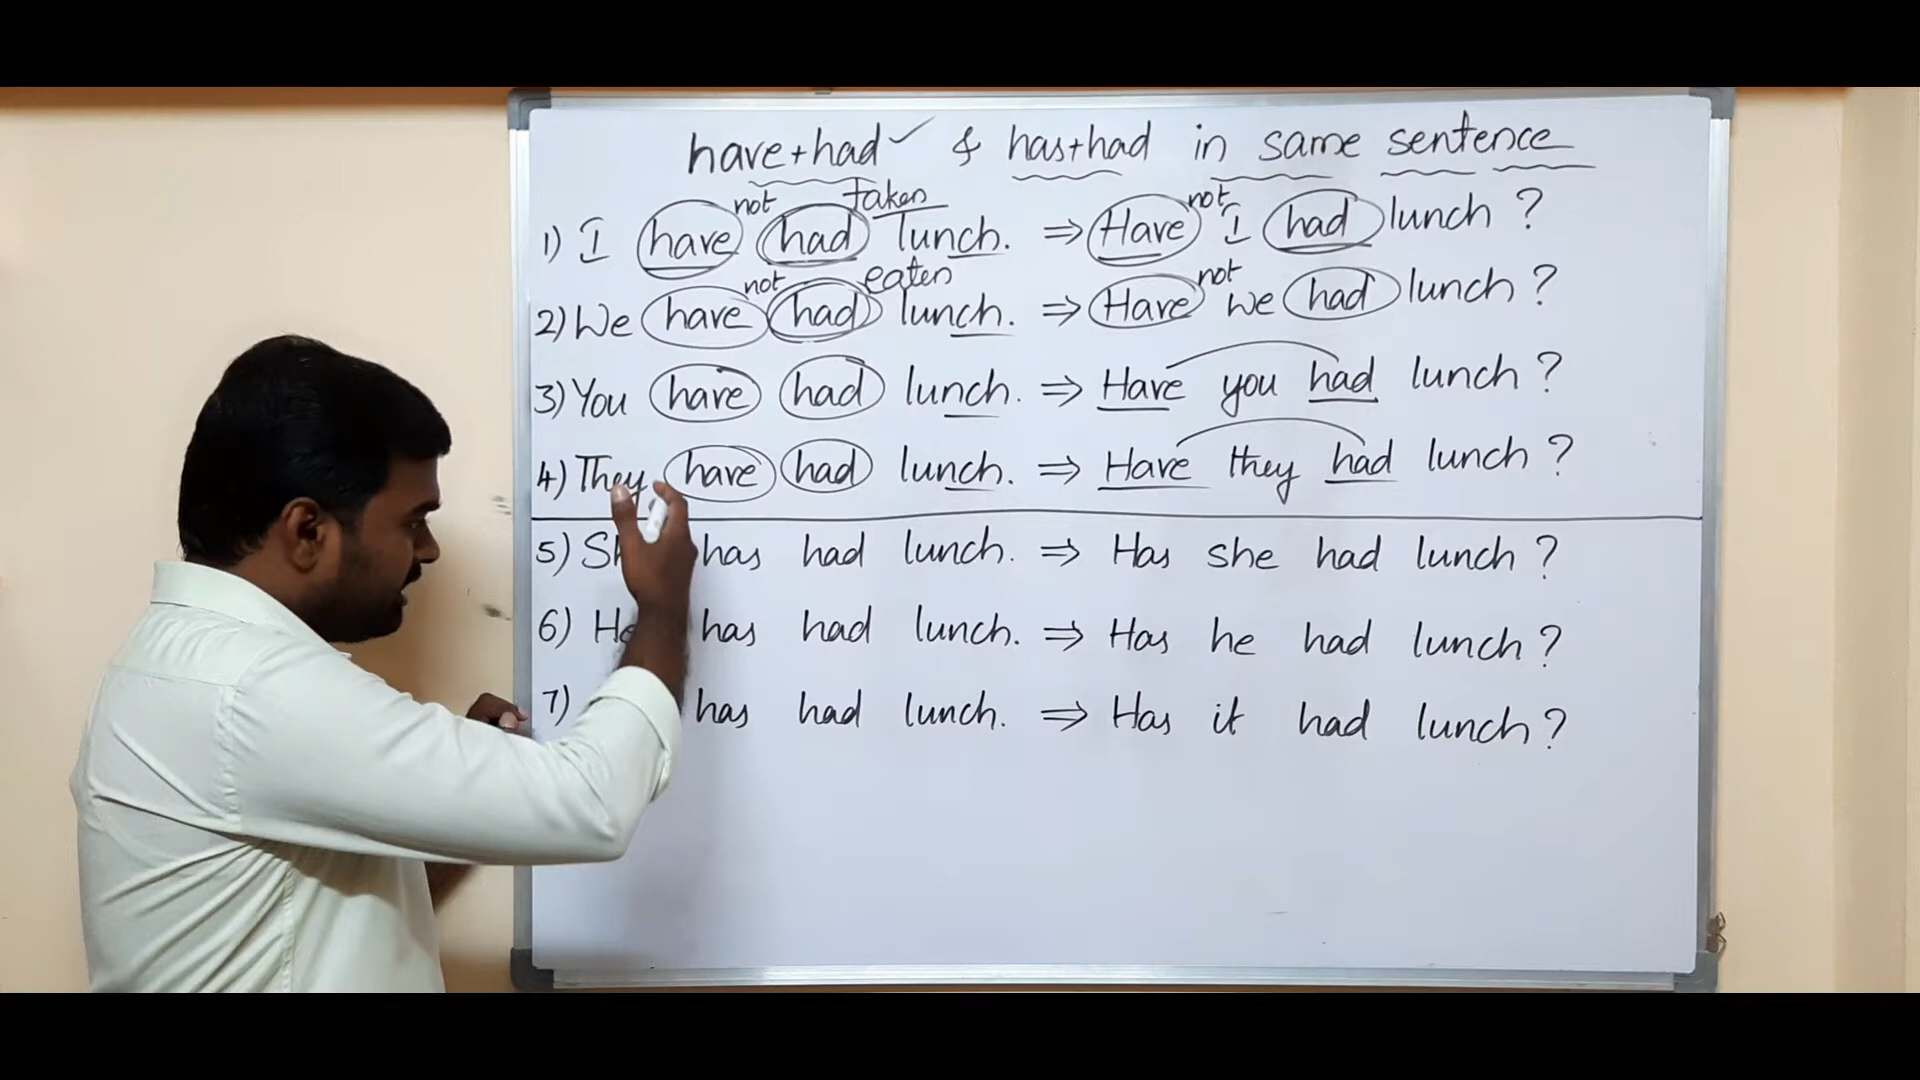 have+had✓ & has+had in same sentence
not taken not
1) I have had lunch. ⇒ Have I had lunch ?
not eaten not
2) We have had lunch. ⇒ Have we had lunch ?
3) You have had lunch. ⇒ Have you had lunch ?
4) They have had lunch. ⇒ Have they had lunch ?
5) has had lunch. ⇒ Has she had lunch ?
6) He has had lunch. ⇒ Has he had lunch ?
7) has had lunch. ⇒ Has it had lunch ?